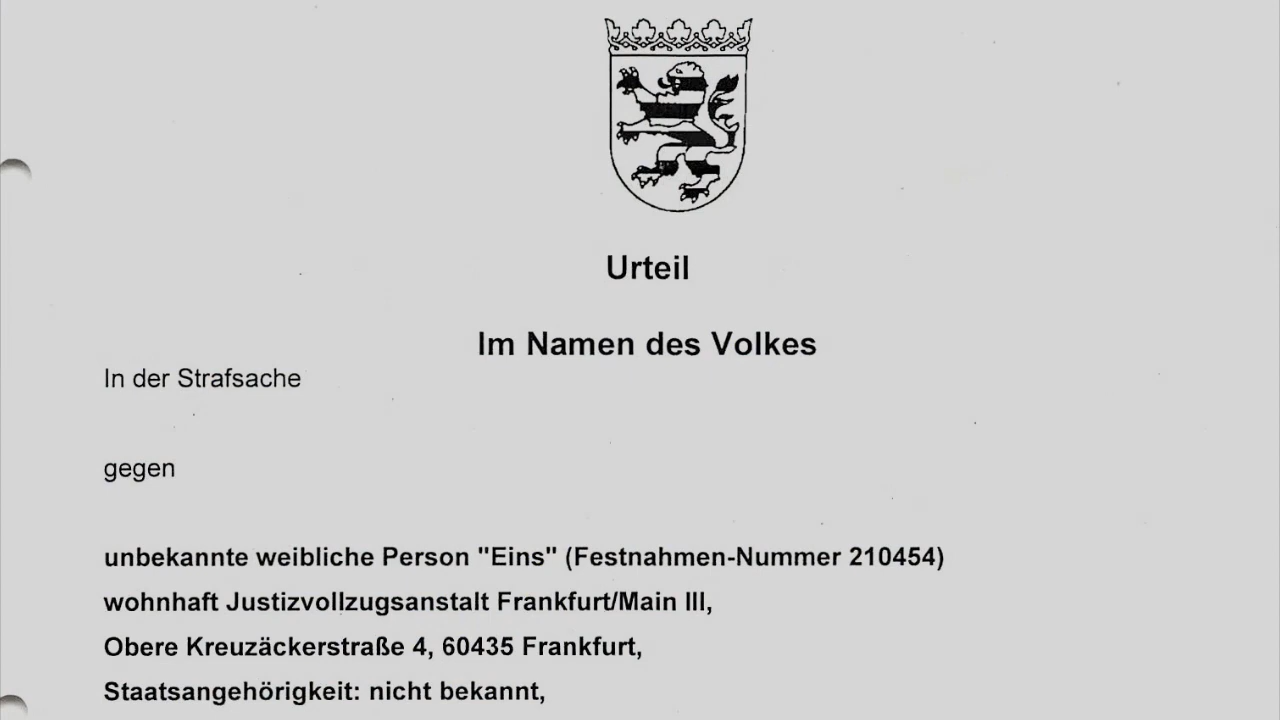 Urteil
Im Namen des Volkes
In der Strafsache
gegen
unbekannte weibliche Person "Eins" (Festnahmen-Nummer 210454)
wohnhaft Justizvollzugsanstalt Frankfurt/Main III,
Obere Kreuzäckerstraße 4, 60435 Frankfurt,
Staatsangehörigkeit: nicht bekannt,